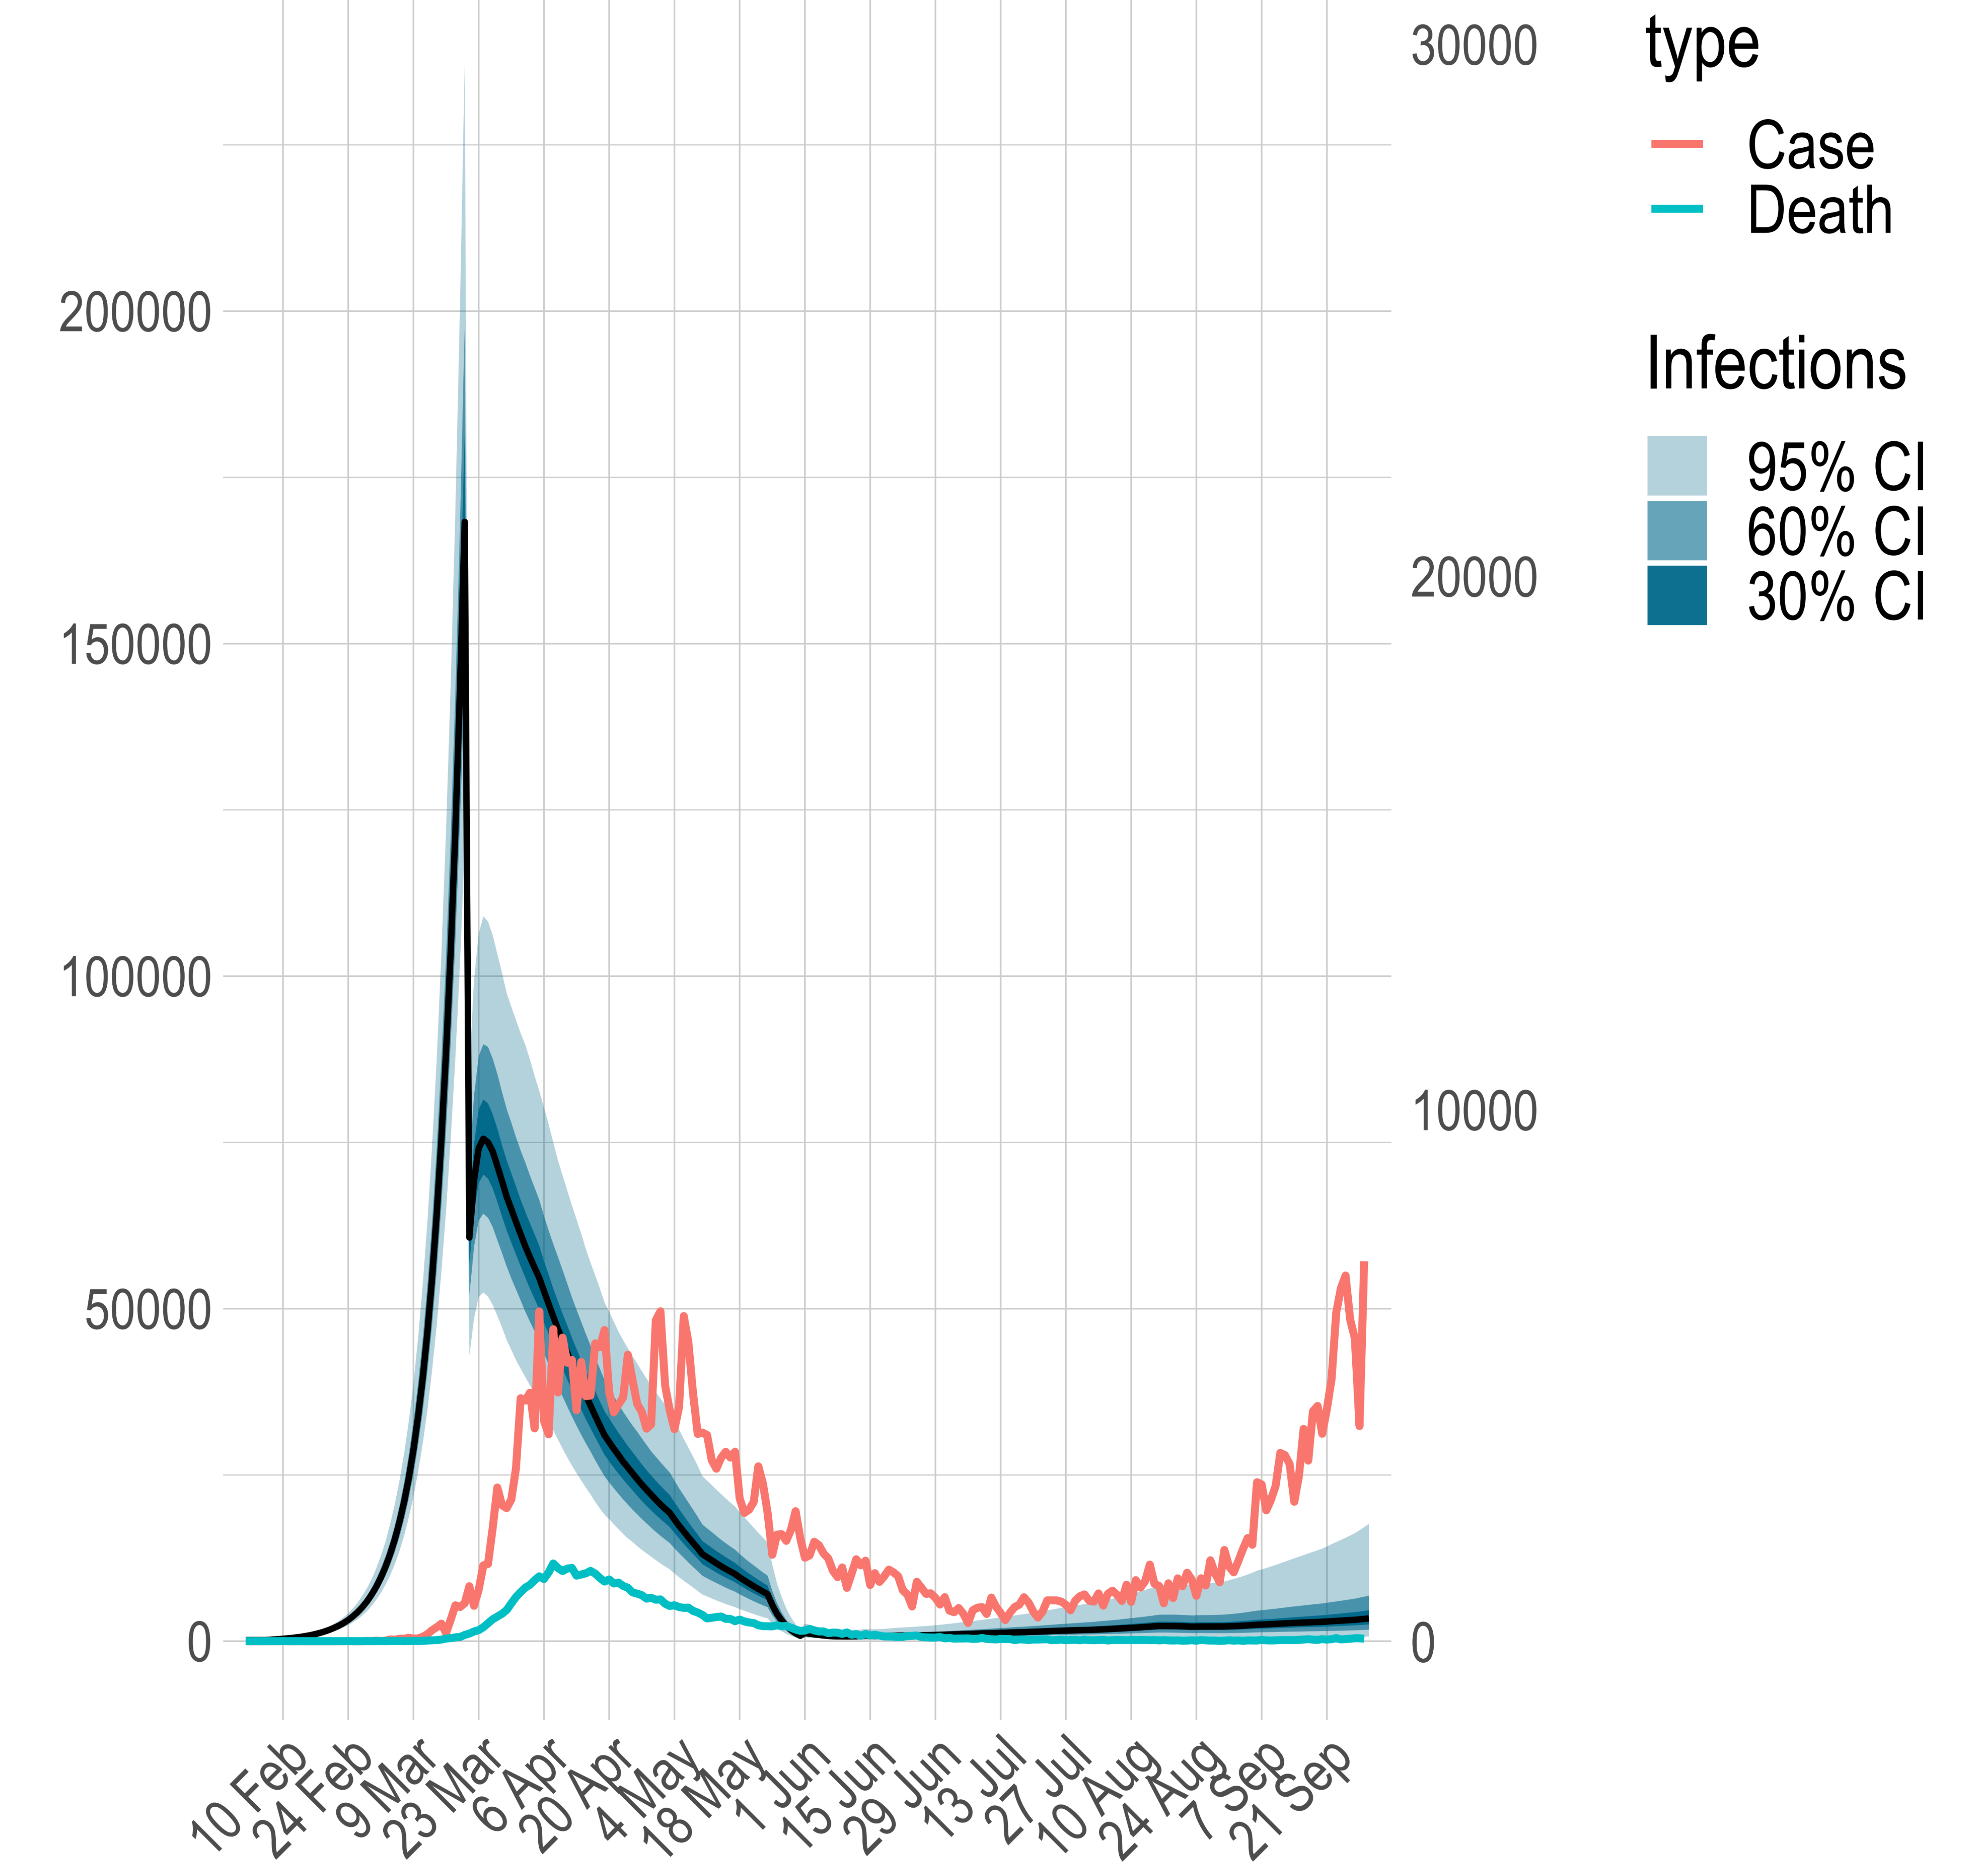 type
Case
Death
Infections
95% CI
60% CI
30% CI
200000
150000
100000
50000
0
30000
20000
10000
0
10 Feb
24 Feb
9 Mar
23 Mar
6 Apr
20 Apr
4 May
18 May
1 Jun
15 Jun
29 Jun
13 Jul
27 Jul
10 Aug
24 Aug
7 Sep
21 Sep